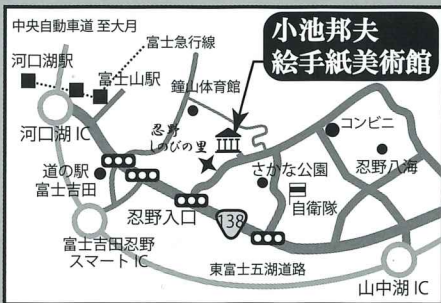 中央自動車道 至大月
富士急行線
河口湖駅
富士山駅
小池邦夫
絵手紙美術館
鐘山体育館
河口湖 IC
忍野
しのびの里
コンビニ
忍野八海
道の駅
富士吉田
さかな公園
自衛隊
忍野入口
138
富士吉田忍野
スマート IC
東富士五湖道路
山中湖 IC